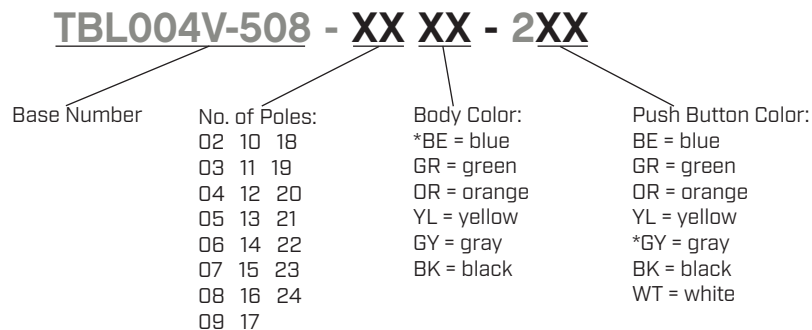 TBL004V-508 - XX XX - 2XX
Base Number
No. of Poles:
02 10 18
03 11 19
04 12 20
05 13 21
06 14 22
07 15 23
08 16 24
09 17
Body Color:
*BE = blue
GR = green
OR = orange
YL = yellow
GY = gray
BK = black
Push Button Color:
BE = blue
GR = green
OR = orange
YL = yellow
*GY = gray
BK = black
WT = white